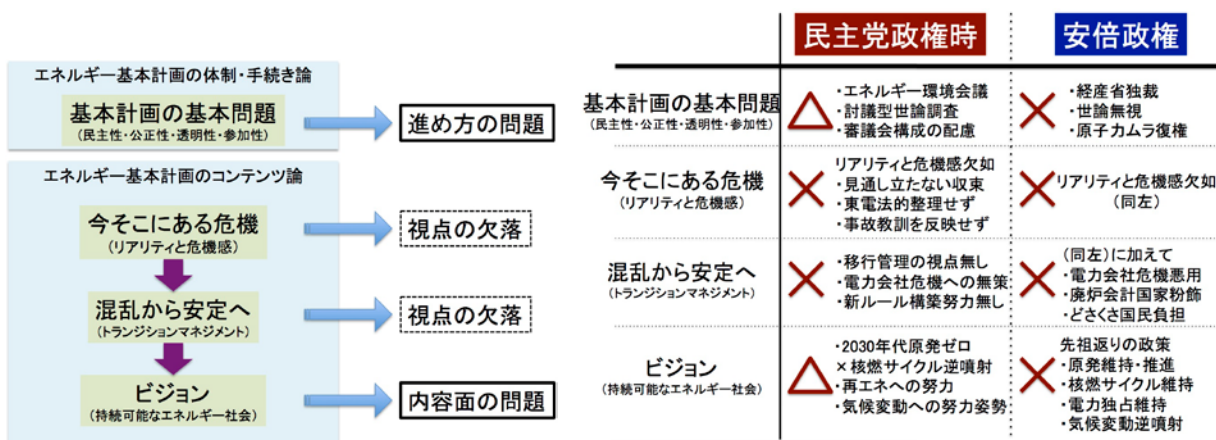 エネルギー基本計画の体制・手続き論
基本計画の基本問題
(民主性・公正性・透明性・参加性)
進め方の問題
エネルギー基本計画のコンテンツ論
今そこにある危機
(リアリティと危機感)
視点の欠落
混乱から安定へ
(トランジションマネジメント)
視点の欠落
ビジョン
(持続可能なエネルギー社会)
内容面の問題
民主党政権時
安倍政権
基本計画の基本問題
(民主性・公正性・透明性・参加性)
・エネルギー環境会議
・討議型世論調査
・審議会構成の配慮
・経産省独裁
・世論無視
・原子力ムラ復権
今そこにある危機
(リアリティと危機感)
リアリティと危機感欠如
・見通し立たない収束
・東電法的整理せず
・事故教訓を反映せず
リアリティと危機感欠如
(同左)
混乱から安定へ
(トランジションマネジメント)
・移行管理の視点無し
・電力会社危機への無策
・新ルール構築努力無し
(同左)に加えて
・電力会社危機悪用
・廃炉会計国家粉飾
・どさくさ国民負担
ビジョン
(持続可能なエネルギー社会)
・2030年代原発ゼロ
×核燃サイクル逆噴射
・再エネへの努力
・気候変動への努力姿勢
先祖返りの政策
・原発維持・推進
・核燃サイクル維持
・電力独占維持
・気候変動逆噴射